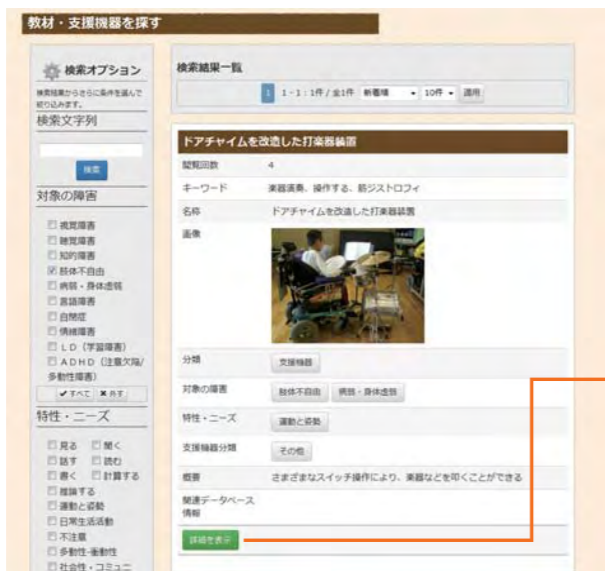 教材・支援機器を探す
検索オプション
検索結果からさらに条件を選んで
絞り込みます。
検索文字列
検索
対象の障害
視覚障害
聴覚障害
知的障害
肢体不自由
病弱・身体虚弱
言語障害
自閉症
情緒障害
LD(学習障害)
ADHD(注意欠陥/
多動性障害)
✔すべて ✖外す
特性・ニーズ
見る 聞く
話す 読む
書く 計算する
推論する
運動と姿勢
日常生活活動
不注意
多動性-衝動性
社会性・コミュニ
検索結果一覧
1 1-1:1件/全1件 新着順 10件 適用
ドアチャイムを改造した打楽器装置
閲覧回数 4
キーワード 楽器演奏、操作する、筋ジストロフィ
名称 ドアチャイムを改造した打楽器装置
画像
分類 支援機器
対象の障害 肢体不自由 病弱・身体虚弱
特性・ニーズ 運動と姿勢
支援機器分類 その他
概要 さまざまなスイッチ操作により、楽器などを叩くことができる
関連データベース
情報
詳細を表示